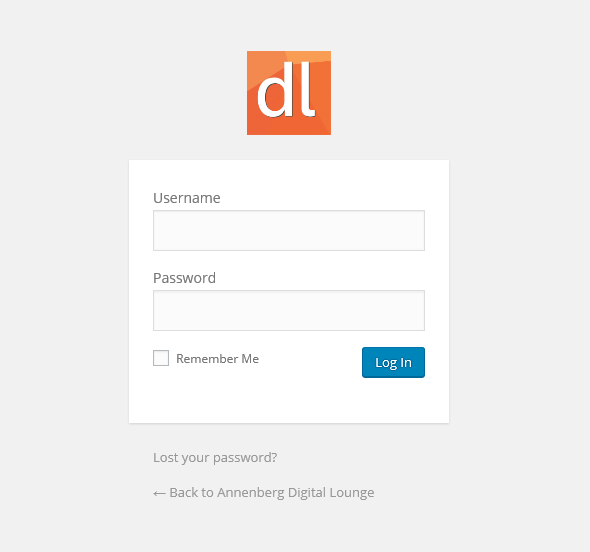 dl
Username
Password
Remember Me
Log In
Lost your password?
← Back to Annenberg Digital Lounge